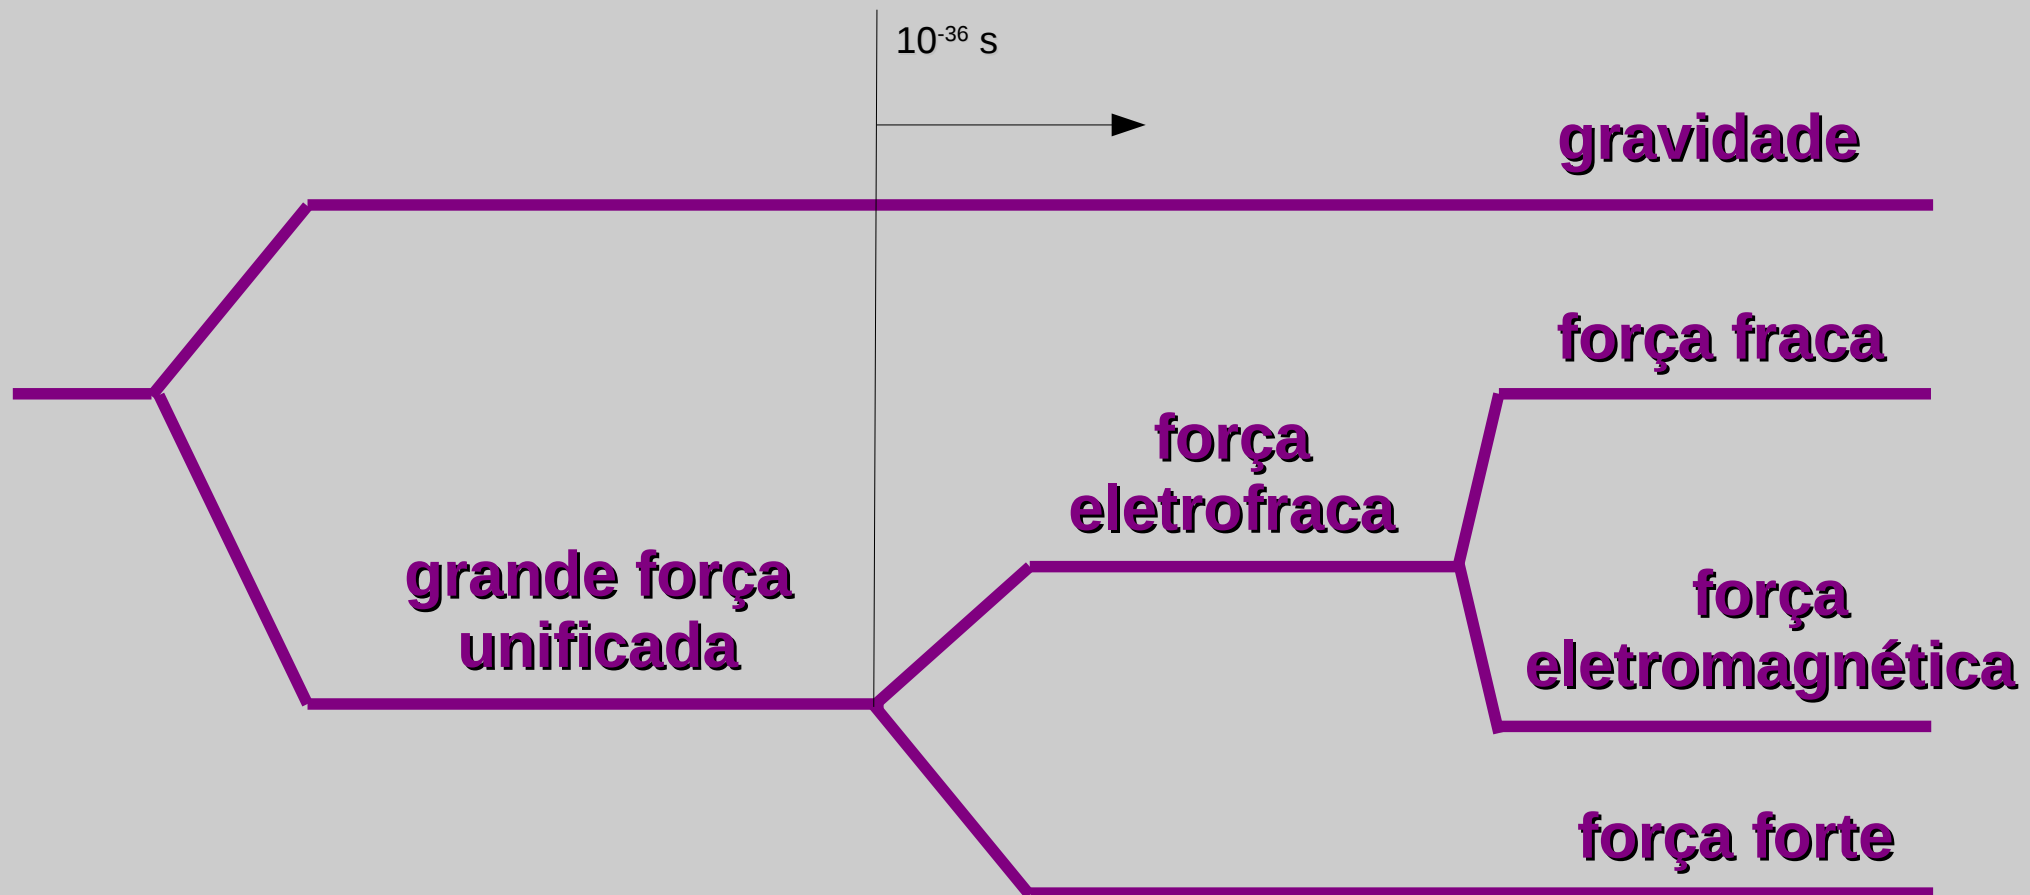 10⁻³⁶ s
gravidade
força fraca
força
eletrofraca
grande força
unificada
força
eletromagnética
força forte